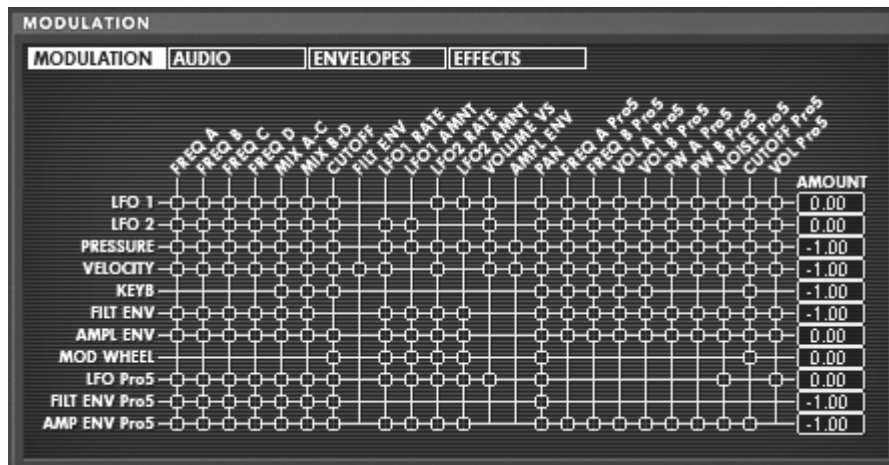 MODULATION
MODULATION AUDIO ENVELOPES EFFECTS
FREQ A
FREQ B
FREQ C
FREQ D
MIX A-C
MIX B-D
CUTOFF
FILT ENV
LFO1 RATE
LFO1 AMNT
LFO2 RATE
LFO2 AMNT
VOLUME VS
AMPL ENV
PAN
FREQ A Pro5
FREQ B Pro5
VOL A Pro5
VOL B Pro5
PW A Pro5
PW B Pro5
NOISE Pro5
CUTOFF Pro5
VOL Pro5
AMOUNT
LFO 1 0.00
LFO 2 0.00
PRESSURE -1.00
VELOCITY -1.00
KEYB -1.00
FILT ENV -1.00
AMPL ENV 0.00
MOD WHEEL 0.00
LFO Pro5 0.00
FILT ENV Pro5 -1.00
AMP ENV Pro5 -1.00